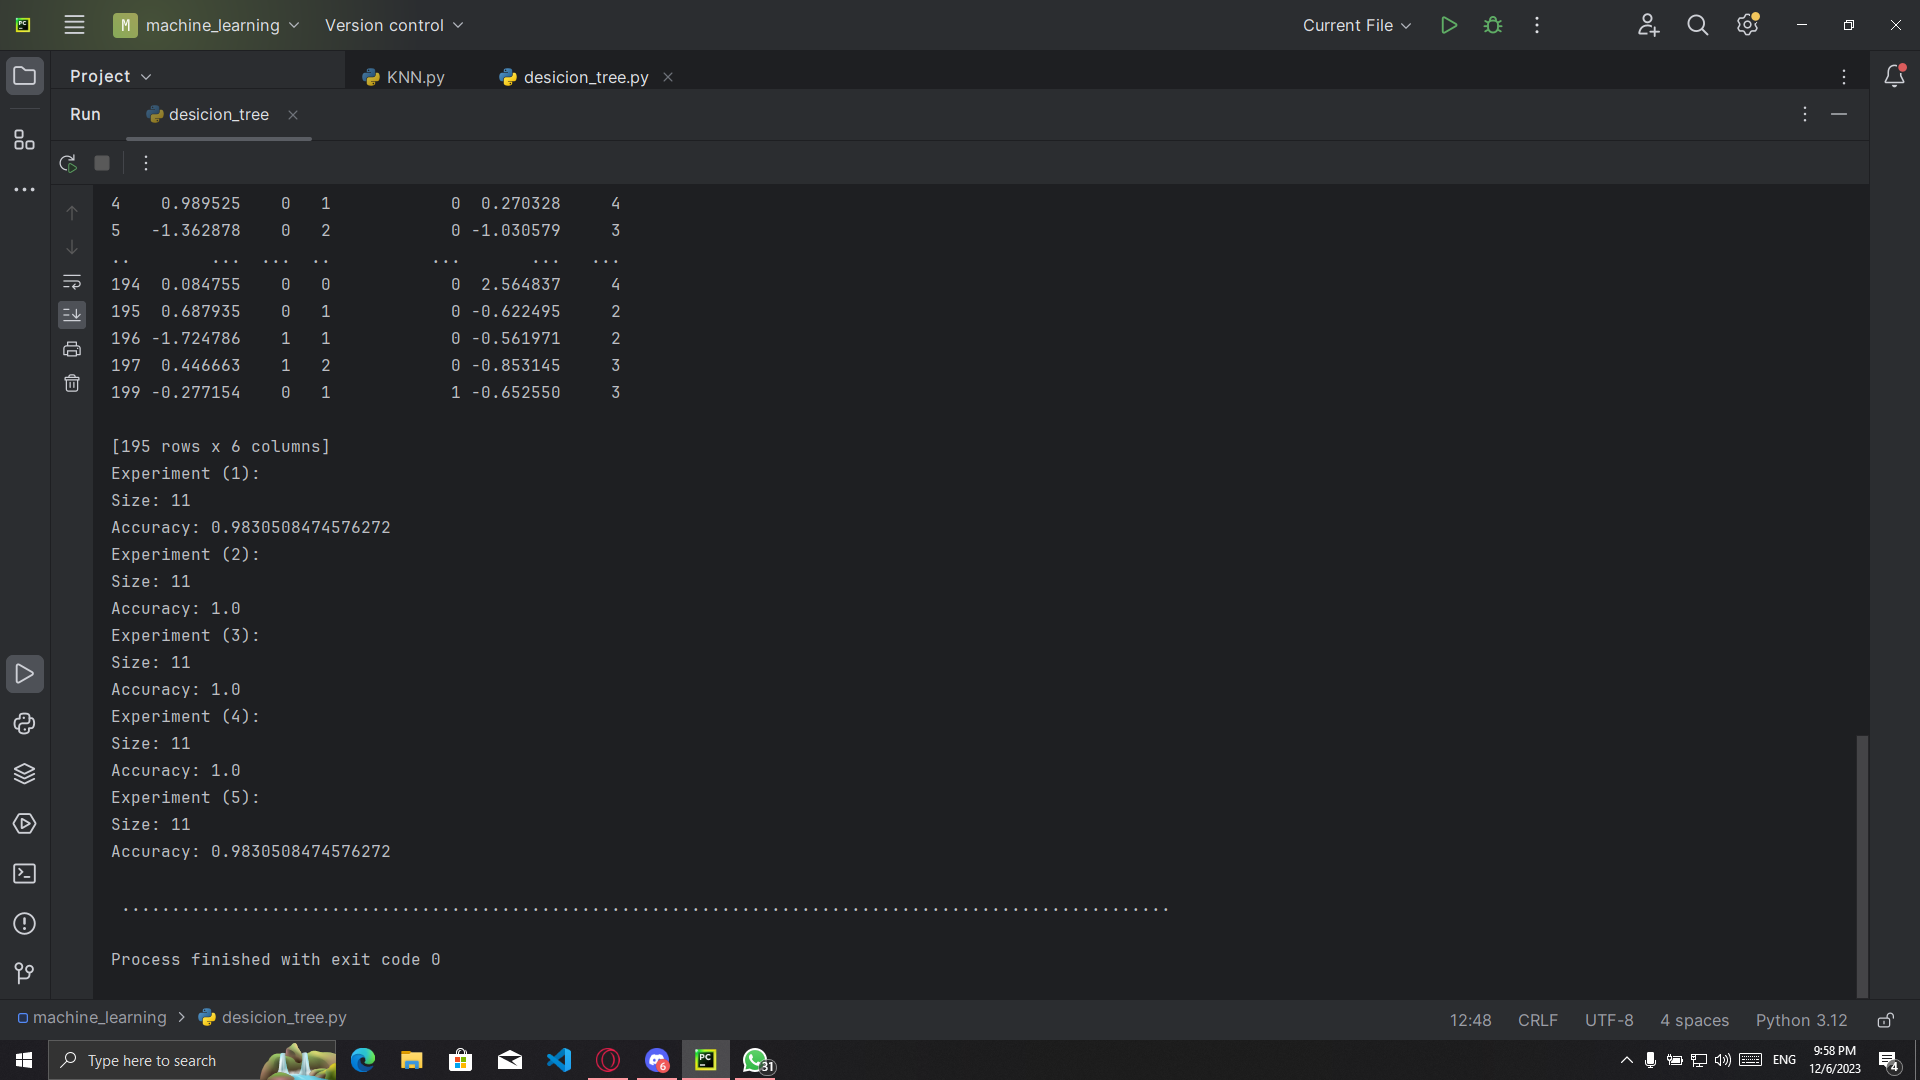 M machine_learning Version control Current File
Project KNN.py desicion_tree.py
Run desicion_tree
4 0.989525 0 1 0 0.270328 4
5 -1.362878 0 2 0 -1.030579 3
.. ... ... .. ... ... ...
194 0.084755 0 0 0 2.564837 4
195 0.687935 0 1 0 -0.622495 2
196 -1.724786 1 1 0 -0.561971 2
197 0.446663 1 2 0 -0.853145 3
199 -0.277154 0 1 1 -0.652550 3
[195 rows x 6 columns]
Experiment (1):
Size: 11
Accuracy: 0.9830508474576272
Experiment (2):
Size: 11
Accuracy: 1.0
Experiment (3):
Size: 11
Accuracy: 1.0
Experiment (4):
Size: 11
Accuracy: 1.0
Experiment (5):
Size: 11
Accuracy: 0.9830508474576272
.........................................................................................................
Process finished with exit code 0
machine_learning > desicion_tree.py 12:48 CRLF UTF-8 4 spaces Python 3.12
Type here to search 6 PC 31 ENG 9:58 PM
12/6/2023 4